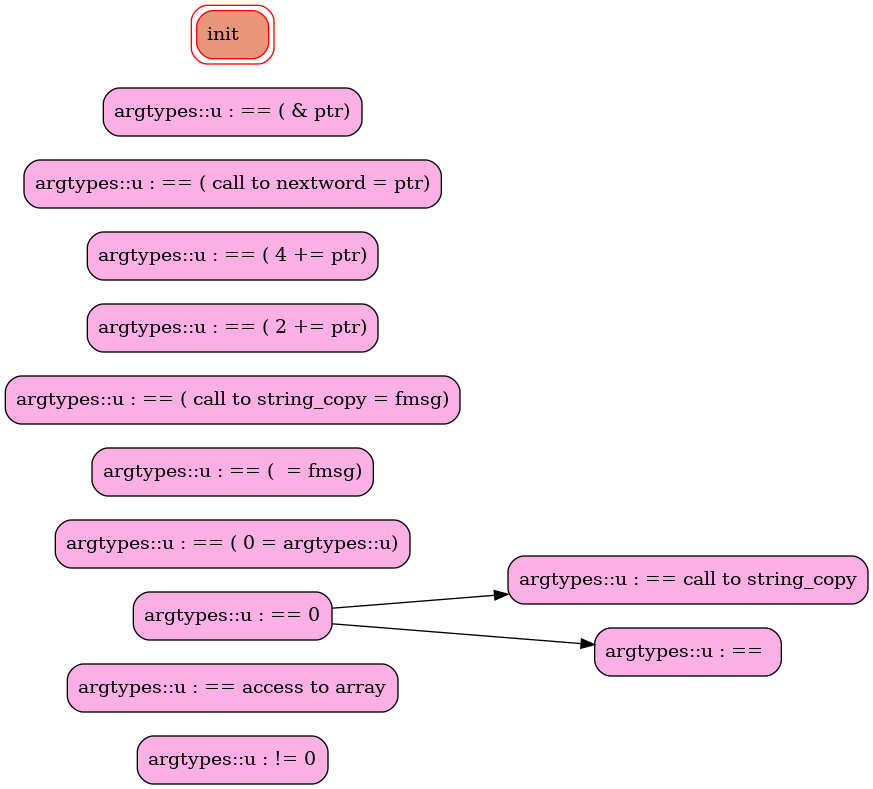 init
argtypes::u : == ( & ptr)
argtypes::u : == ( call to nextword = ptr)
argtypes::u : == ( 4 += ptr)
argtypes::u : == ( 2 += ptr)
argtypes::u : == ( call to string_copy = fmsg)
argtypes::u : == (  = fmsg)
argtypes::u : == ( 0 = argtypes::u)
argtypes::u : == call to string_copy
argtypes::u : == 0
argtypes::u : ==
argtypes::u : == access to array
argtypes::u : != 0